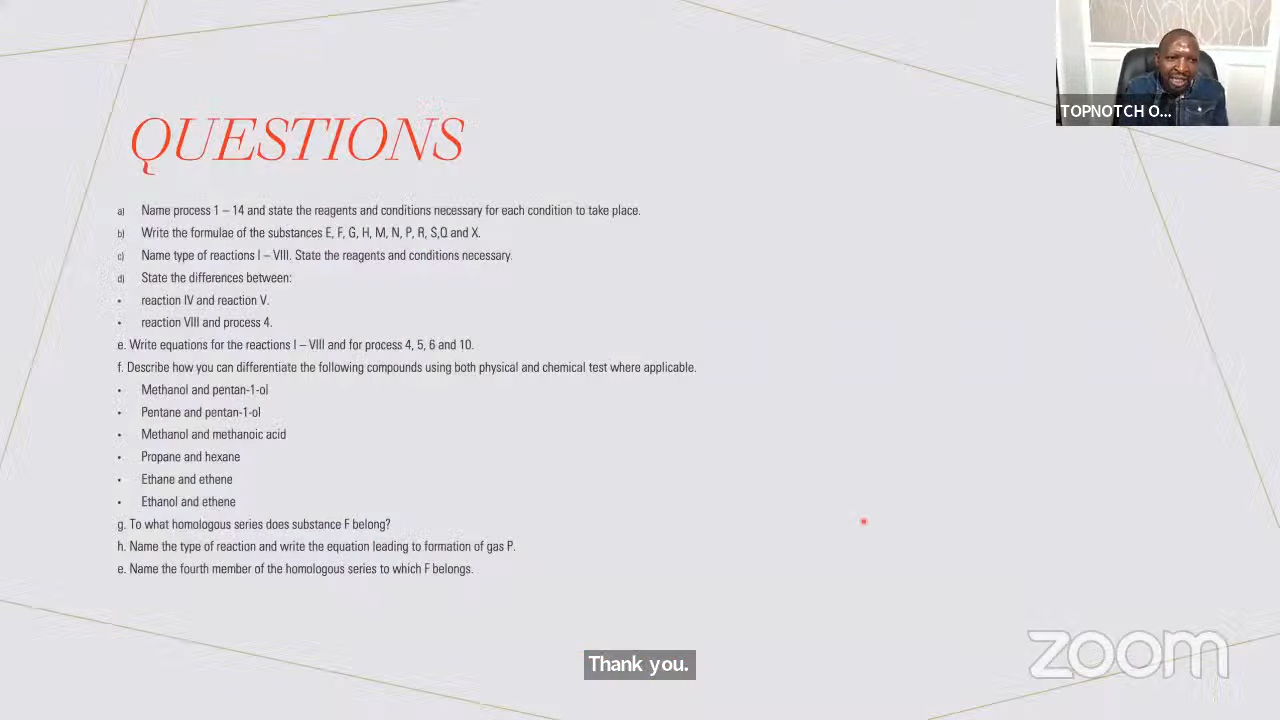 TOPNOTCH O...
QUESTIONS
a) Name process 1 – 14 and state the reagents and conditions necessary for each condition to take place.
b) Write the formulae of the substances E, F, G, H, M, N, P, R, S,Q and X.
c) Name type of reactions I – VIII. State the reagents and conditions necessary.
d) State the differences between:
• reaction IV and reaction V.
• reaction VIII and process 4.
e. Write equations for the reactions I – VIII and for process 4, 5, 6 and 10.
f. Describe how you can differentiate the following compounds using both physical and chemical test where applicable.
• Methanol and pentan-1-ol
• Pentane and pentan-1-ol
• Methanol and methanoic acid
• Propane and hexane
• Ethane and ethene
• Ethanol and ethene
g. To what homologous series does substance F belong?
h. Name the type of reaction and write the equation leading to formation of gas P.
e. Name the fourth member of the homologous series to which F belongs.
Thank you.
zoom